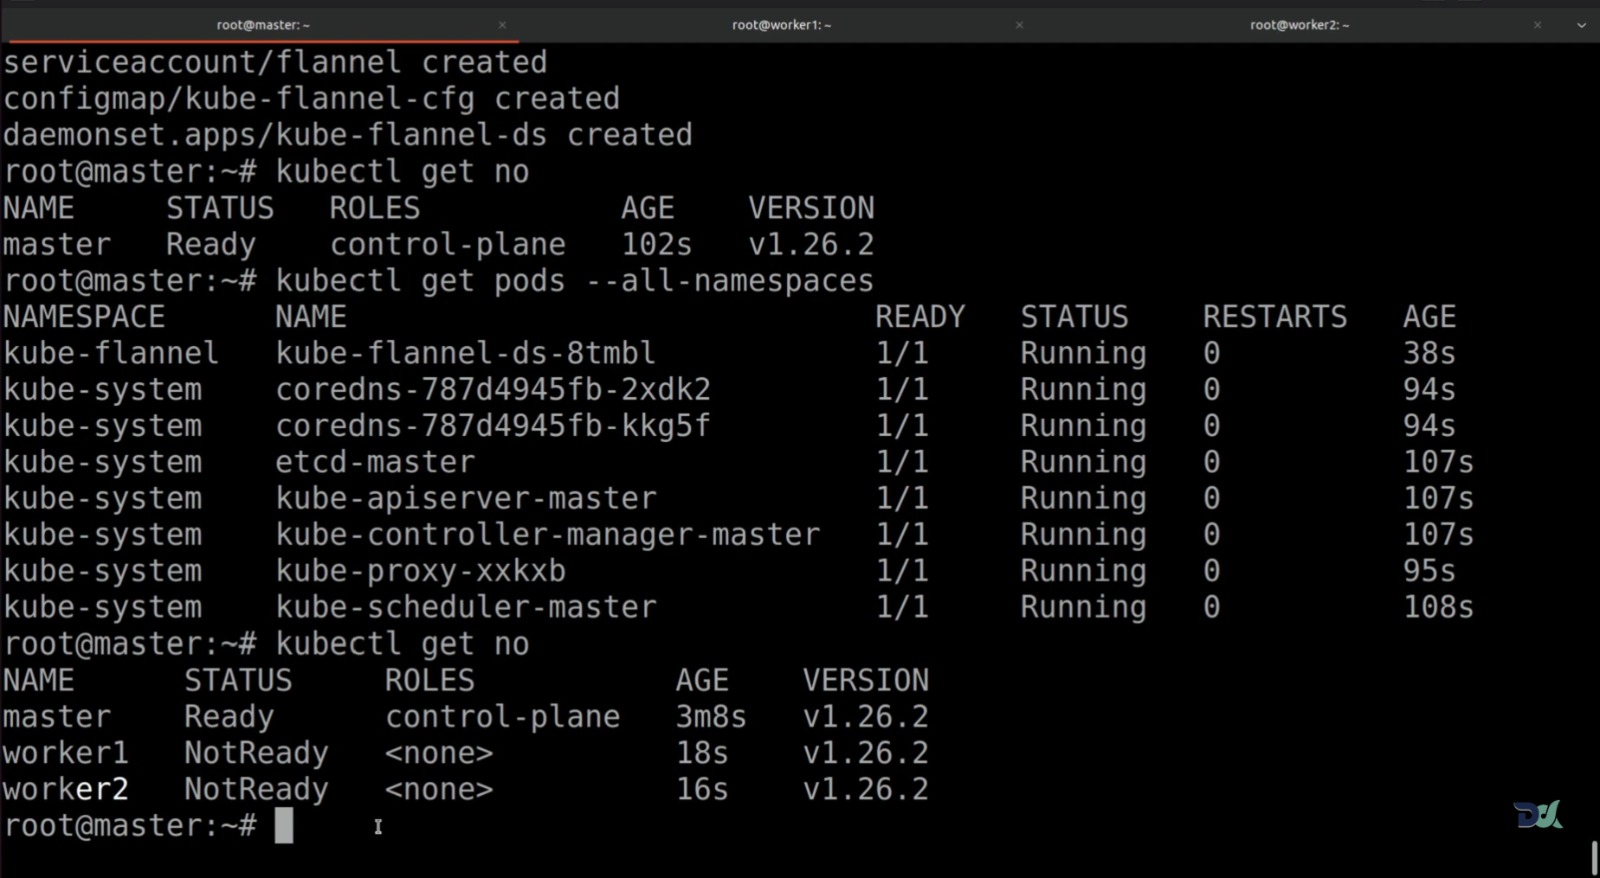 root@master: ~ × root@worker1: ~ × root@worker2: ~ ×
serviceaccount/flannel created
configmap/kube-flannel-cfg created
daemonset.apps/kube-flannel-ds created
root@master:~# kubectl get no
NAME STATUS ROLES AGE VERSION
master Ready control-plane 102s v1.26.2
root@master:~# kubectl get pods --all-namespaces
NAMESPACE NAME READY STATUS RESTARTS AGE
kube-flannel kube-flannel-ds-8tmbl 1/1 Running 0 38s
kube-system coredns-787d4945fb-2xdk2 1/1 Running 0 94s
kube-system coredns-787d4945fb-kkg5f 1/1 Running 0 94s
kube-system etcd-master 1/1 Running 0 107s
kube-system kube-apiserver-master 1/1 Running 0 107s
kube-system kube-controller-manager-master 1/1 Running 0 107s
kube-system kube-proxy-xxkxb 1/1 Running 0 95s
kube-system kube-scheduler-master 1/1 Running 0 108s
root@master:~# kubectl get no
NAME STATUS ROLES AGE VERSION
master Ready control-plane 3m8s v1.26.2
worker1 NotReady <none> 18s v1.26.2
worker2 NotReady <none> 16s v1.26.2
root@master:~#